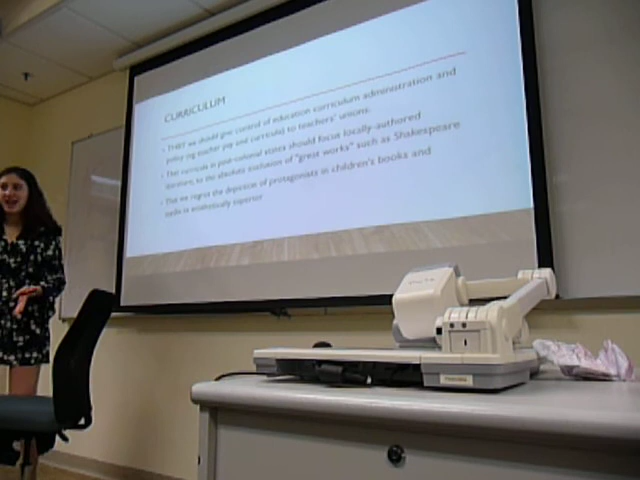 CURRICULUM
THBT we should give control of education curriculum administration and
policy (eg teacher pay and curricula) to teachers' unions.
That curricula in post-colonial states should focus locally-authored
literature, to the absolute exclusion of "great works" such as Shakespeare
That we regret the depiction of protagonists in children's books and
media as aesthetically superior